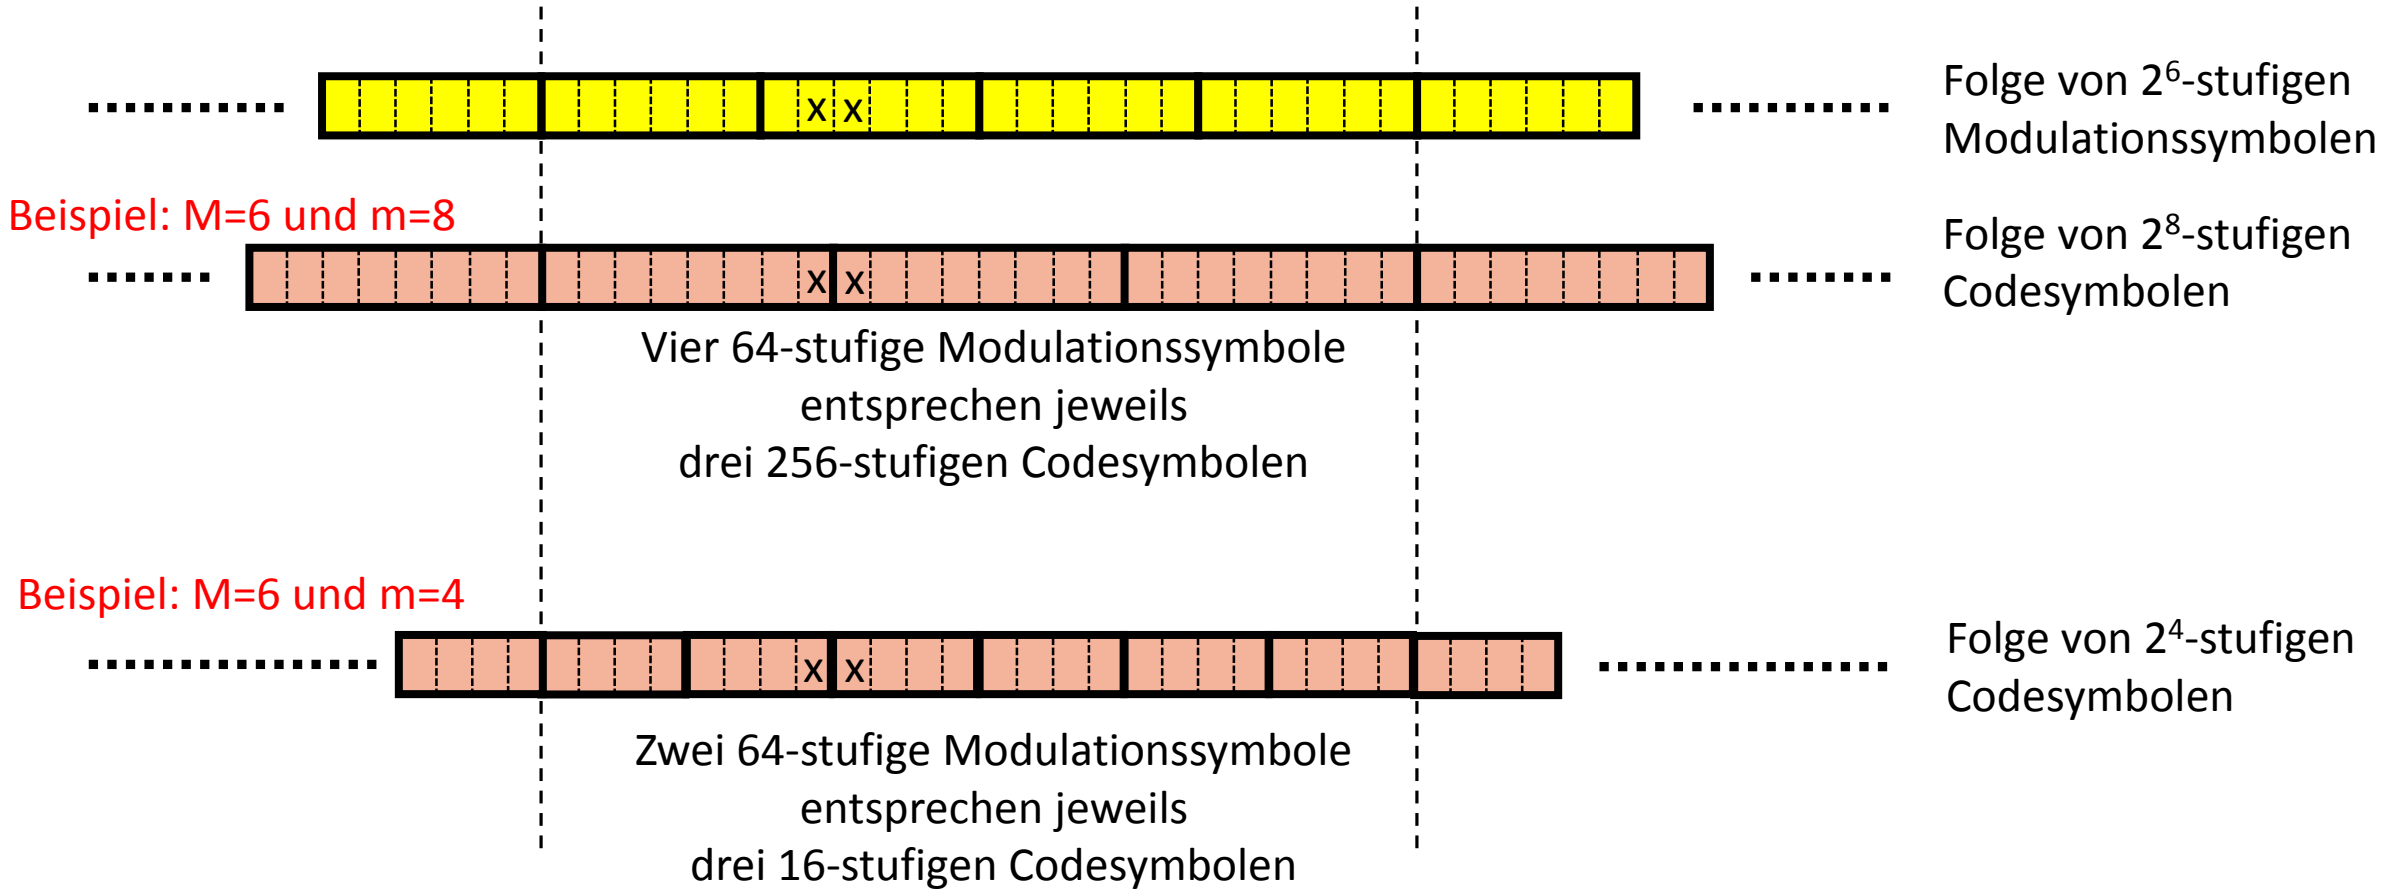 x x
Folge von 2⁶-stufigen
Modulationssymbolen
Beispiel: M=6 und m=8
x x
Folge von 2⁸-stufigen
Codesymbolen
Vier 64-stufige Modulationssymbole
entsprechen jeweils
drei 256-stufigen Codesymbolen
Beispiel: M=6 und m=4
x x
Folge von 2⁴-stufigen
Codesymbolen
Zwei 64-stufige Modulationssymbole
entsprechen jeweils
drei 16-stufigen Codesymbolen